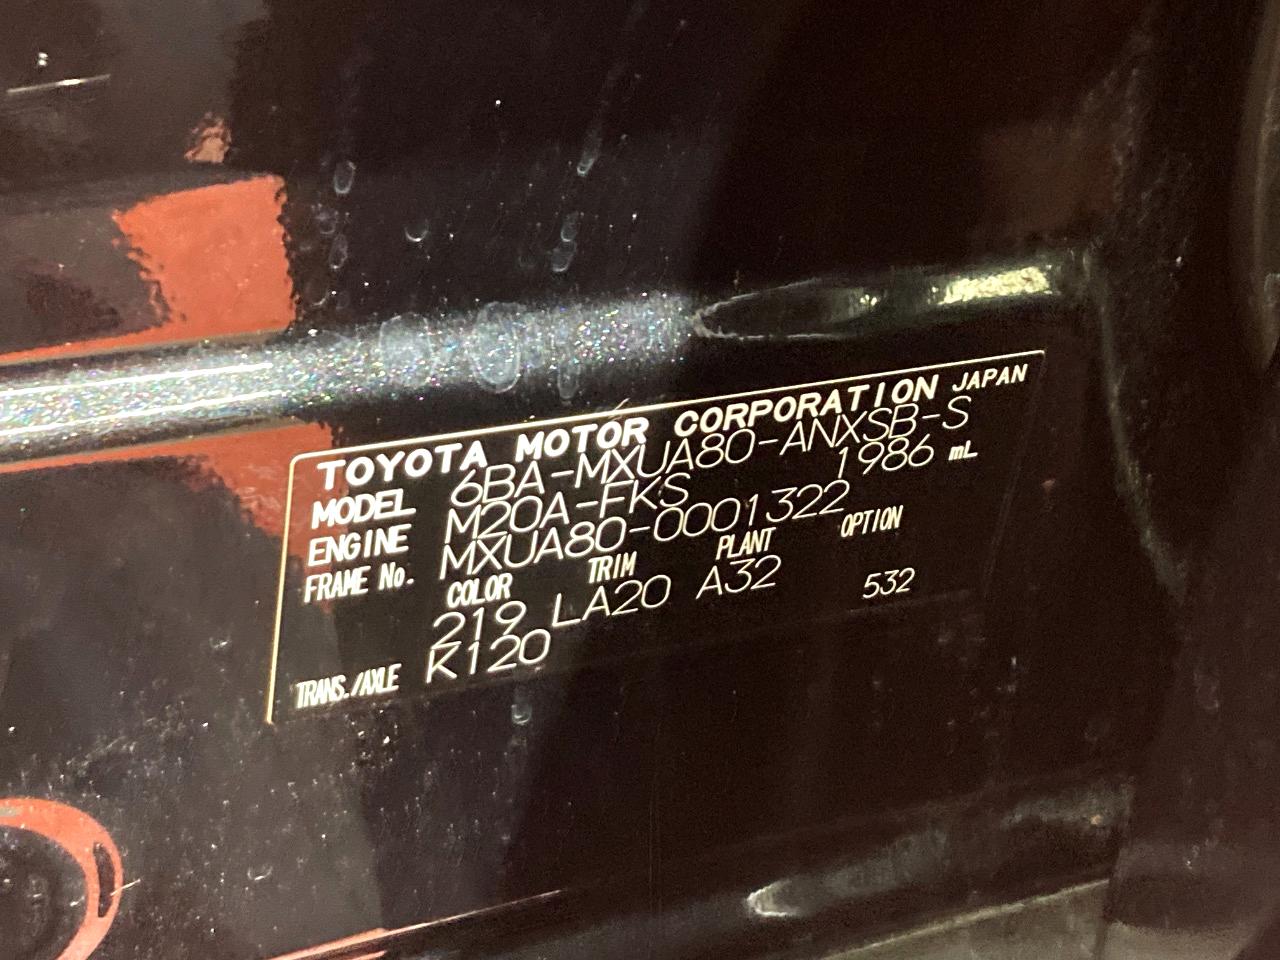 TOYOTA MOTOR CORPORATION JAPAN
MODEL 6BA-MXUA80-ANXSB-S
ENGINE M20A-FKS 1986 mL
FRAME No. MXUA80-0001322
COLOR TRIM PLANT OPTION
219 LA20 A32 532
TRANS./AXLE K120